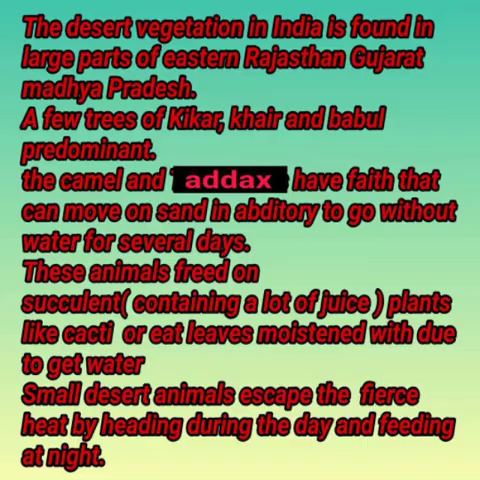 The desert vegetation in India is found in
large parts of eastern Rajasthan Gujarat
madhya Pradesh.
A few trees of Kikar, khair and babul
predominant.
the camel and addax have faith that
can move on sand in abditory to go without
water for several days.
These animals freed on
succulent( containing a lot of juice ) plants
like cacti or eat leaves moistened with due
to get water
Small desert animals escape the fierce
heat by heading during the day and feeding
at night.